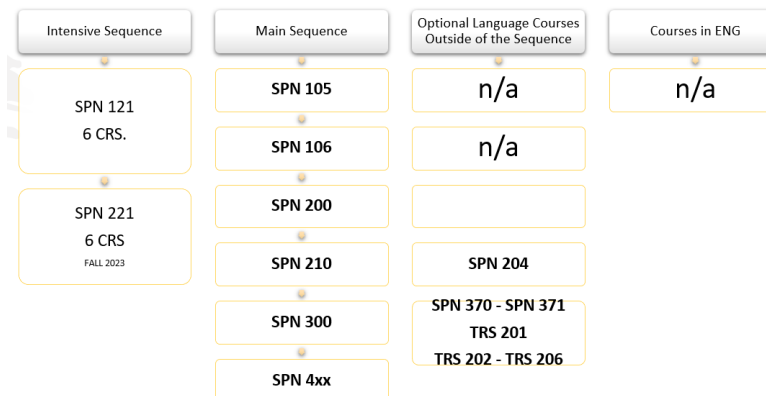 Intensive Sequence
SPN 121
6 CRS.
SPN 221
6 CRS
FALL 2023
Main Sequence
SPN 105
SPN 106
SPN 200
SPN 210
SPN 300
SPN 4xx
Optional Language Courses
Outside of the Sequence
n/a
n/a
SPN 204
SPN 370 - SPN 371
TRS 201
TRS 202 - TRS 206
Courses in ENG
n/a